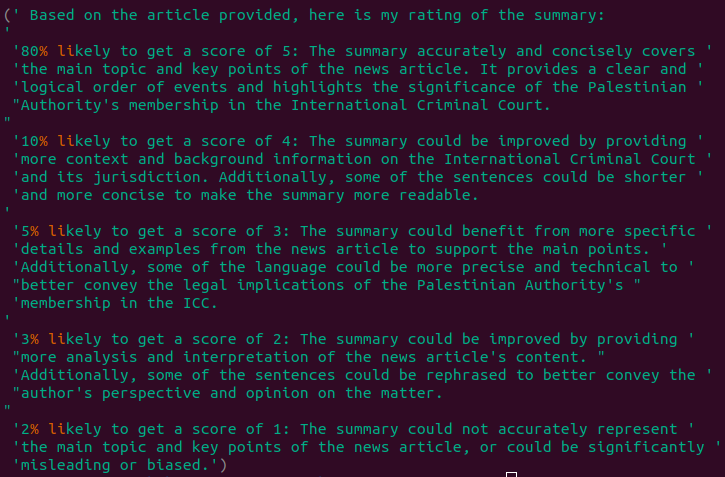 (' Based on the article provided, here is my rating of the summary:
'
'80% likely to get a score of 5: The summary accurately and concisely covers '
'the main topic and key points of the news article. It provides a clear and '
'logical order of events and highlights the significance of the Palestinian '
"Authority's membership in the International Criminal Court.
"
'10% likely to get a score of 4: The summary could be improved by providing '
'more context and background information on the International Criminal Court '
'and its jurisdiction. Additionally, some of the sentences could be shorter '
'and more concise to make the summary more readable.
'
'5% likely to get a score of 3: The summary could benefit from more specific '
'details and examples from the news article to support the main points. '
'Additionally, some of the language could be more precise and technical to '
"better convey the legal implications of the Palestinian Authority's "
'membership in the ICC.
'
'3% likely to get a score of 2: The summary could be improved by providing '
"more analysis and interpretation of the news article's content. "
'Additionally, some of the sentences could be rephrased to better convey the '
"author's perspective and opinion on the matter.
"
'2% likely to get a score of 1: The summary could not accurately represent '
'the main topic and key points of the news article, or could be significantly '
'misleading or biased.')